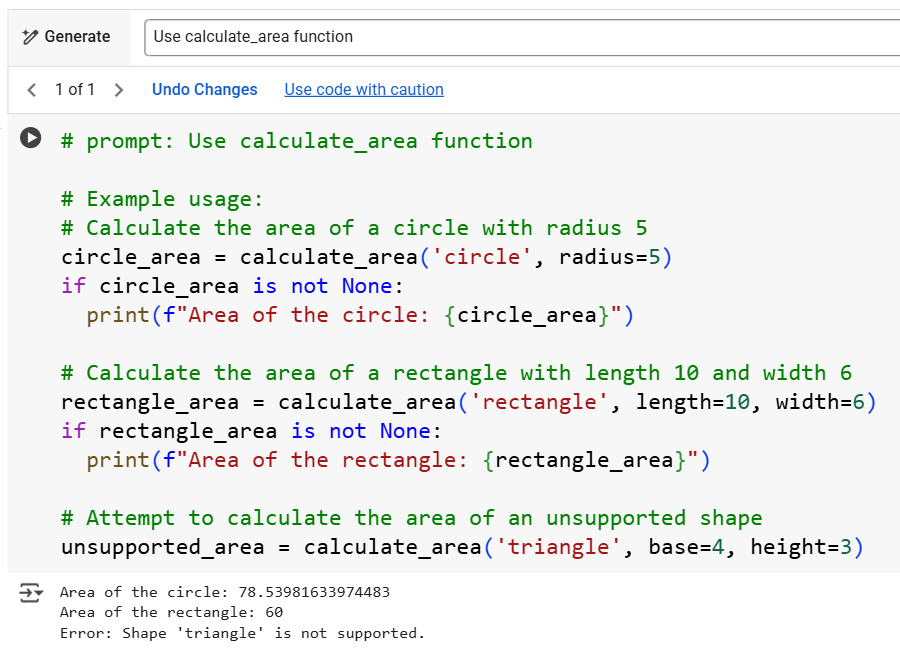 Generate
Use calculate_area function
1 of 1
Undo Changes
Use code with caution
# prompt: Use calculate_area function
# Example usage:
# Calculate the area of a circle with radius 5
circle_area = calculate_area('circle', radius=5)
if circle_area is not None:
  print(f"Area of the circle: {circle_area}")
# Calculate the area of a rectangle with length 10 and width 6
rectangle_area = calculate_area('rectangle', length=10, width=6)
if rectangle_area is not None:
  print(f"Area of the rectangle: {rectangle_area}")
# Attempt to calculate the area of an unsupported shape
unsupported_area = calculate_area('triangle', base=4, height=3)
Area of the circle: 78.53981633974483
Area of the rectangle: 60
Error: Shape 'triangle' is not supported.